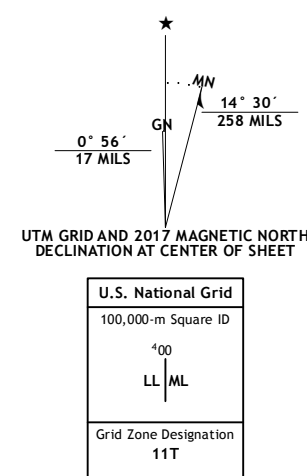 ★
MN
GN
14° 30´
258 MILS
0° 56´
17 MILS
UTM GRID AND 2017 MAGNETIC NORTH
DECLINATION AT CENTER OF SHEET
U.S. National Grid
100,000-m Square ID
⁴00
LL ML
Grid Zone Designation
11T